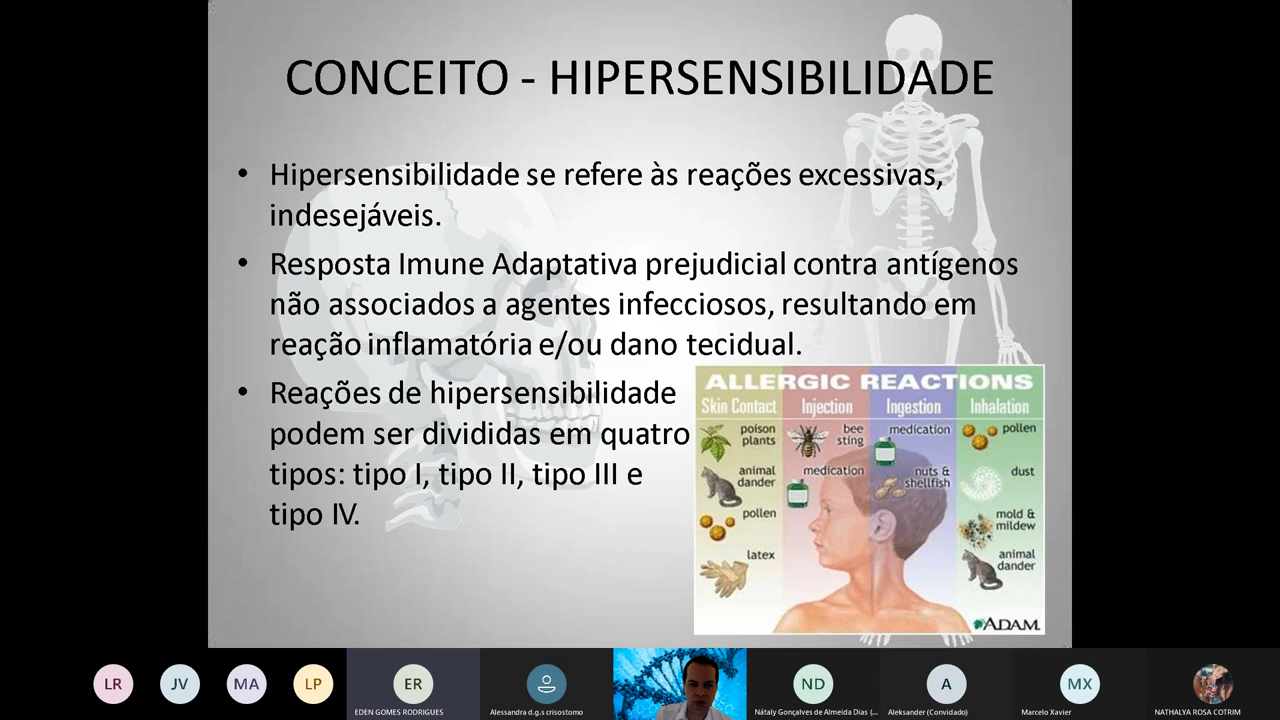 CONCEITO - HIPERSENSIBILIDADE
• Hipersensibilidade se refere às reações excessivas,
indesejáveis.
• Resposta Imune Adaptativa prejudicial contra antígenos
não associados a agentes infecciosos, resultando em
reação inflamatória e/ou dano tecidual.
• Reações de hipersensibilidade
podem ser divididas em quatro
tipos: tipo I, tipo II, tipo III e
tipo IV.
ALLERGIC REACTIONS
Skin Contact
poison
plants
animal
dander
pollen
latex
Injection
bee
sting
medication
Ingestion
medication
nuts &
shellfish
Inhalation
pollen
dust
mold &
mildew
animal
dander
ADAM.
LR
JV
MA
LP
ER
EDEN GOMES RODRIGUES
Alessandra d.g.s crisostomo
ND
Nátaly Gonçalves de Almeida Dias (...
A
Aleksander (Convidado)
MX
Marcelo Xavier
NATHALYA ROSA COTRIM